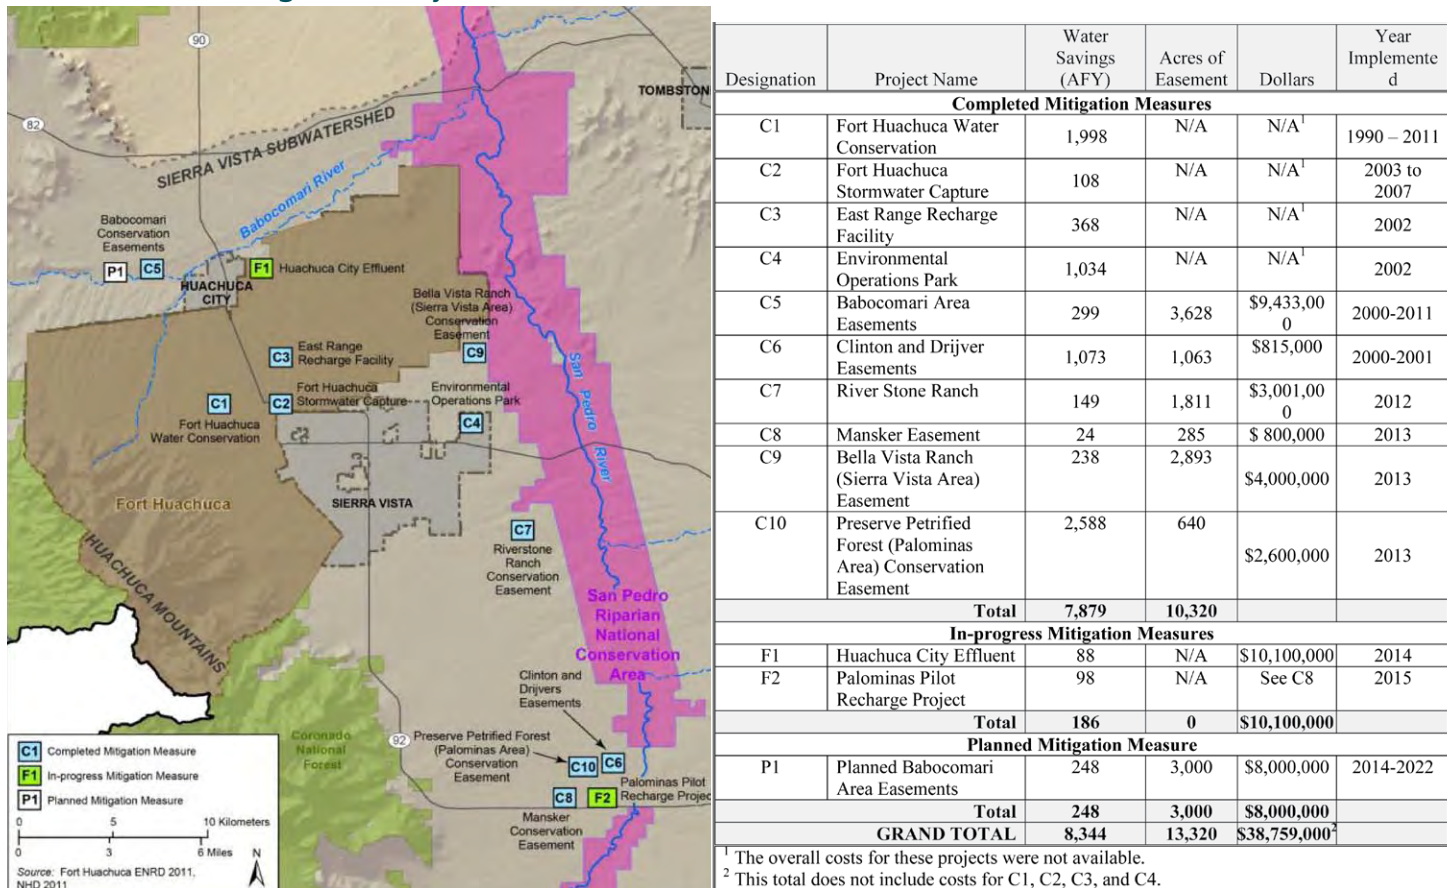 90
82
TOMBSTON
SIERRA VISTA SUBWATERSHED
Babocomari River
Babocomari
Conservation
Easements
P1
C5
F1
Huachuca City Effluent
HUACHUCA
CITY
Bella Vista Ranch
(Sierra Vista Area)
Conservation
Easement
C9
C3
East Range
Recharge Facility
San Pedro River
C1
Fort Huachuca
Water Conservation
C2
Fort Huachuca
Stormwater Capture
Environmental
Operations Park
C4
Fort Huachuca
SIERRA VISTA
C7
Riverstone
Ranch
Conservation
Easement
HUACHUCA MOUNTAINS
San Pedro
Riparian
National
Conservation
Area
Clinton and
Drijvers
Easements
Coronado
National
Forest
92
Preserve Petrified Forest
(Palominas Area)
Conservation
Easement
C10
C6
C8
F2
Palominas Pilot
Recharge Projec
Mansker
Conservation
Easement
C1 Completed Mitigation Measure
F1 In-progress Mitigation Measure
P1 Planned Mitigation Measure
0 5 10 Kilometers
0 3 6 Miles
N
Source: Fort Huachuca ENRD 2011,
NHD 2011
Water
Savings
(AFY)
Acres of
Easement
Year
Implemente
d
Designation Project Name Dollars
Completed Mitigation Measures
C1 Fort Huachuca Water
Conservation 1,998 N/A N/A1 1990 – 2011
C2 Fort Huachuca
Stormwater Capture 108 N/A N/A1 2003 to
2007
C3 East Range Recharge
Facility 368 N/A N/A1 2002
C4 Environmental
Operations Park 1,034 N/A N/A1 2002
C5 Babocomari Area
Easements 299 3,628 $9,433,00
0 2000-2011
C6 Clinton and Drijver
Easements 1,073 1,063 $815,000 2000-2001
C7 River Stone Ranch 149 1,811 $3,001,00
0 2012
C8 Mansker Easement 24 285 $ 800,000 2013
C9 Bella Vista Ranch 238 2,893
(Sierra Vista Area)
Easement $4,000,000 2013
C10 Preserve Petrified 2,588 640
Forest (Palominas
Area) Conservation
Easement $2,600,000 2013
Total 7,879 10,320
In-progress Mitigation Measures
F1 Huachuca City Effluent 88 N/A $10,100,000 2014
F2 Palominas Pilot 98 N/A See C8 2015
Recharge Project
Total 186 0 $10,100,000
Planned Mitigation Measure
P1 Planned Babocomari 248 3,000 $8,000,000 2014-2022
Area Easements
Total 248 3,000 $8,000,000
GRAND TOTAL 8,344 13,320 $38,759,0002
1 The overall costs for these projects were not available.
2 This total does not include costs for C1, C2, C3, and C4.